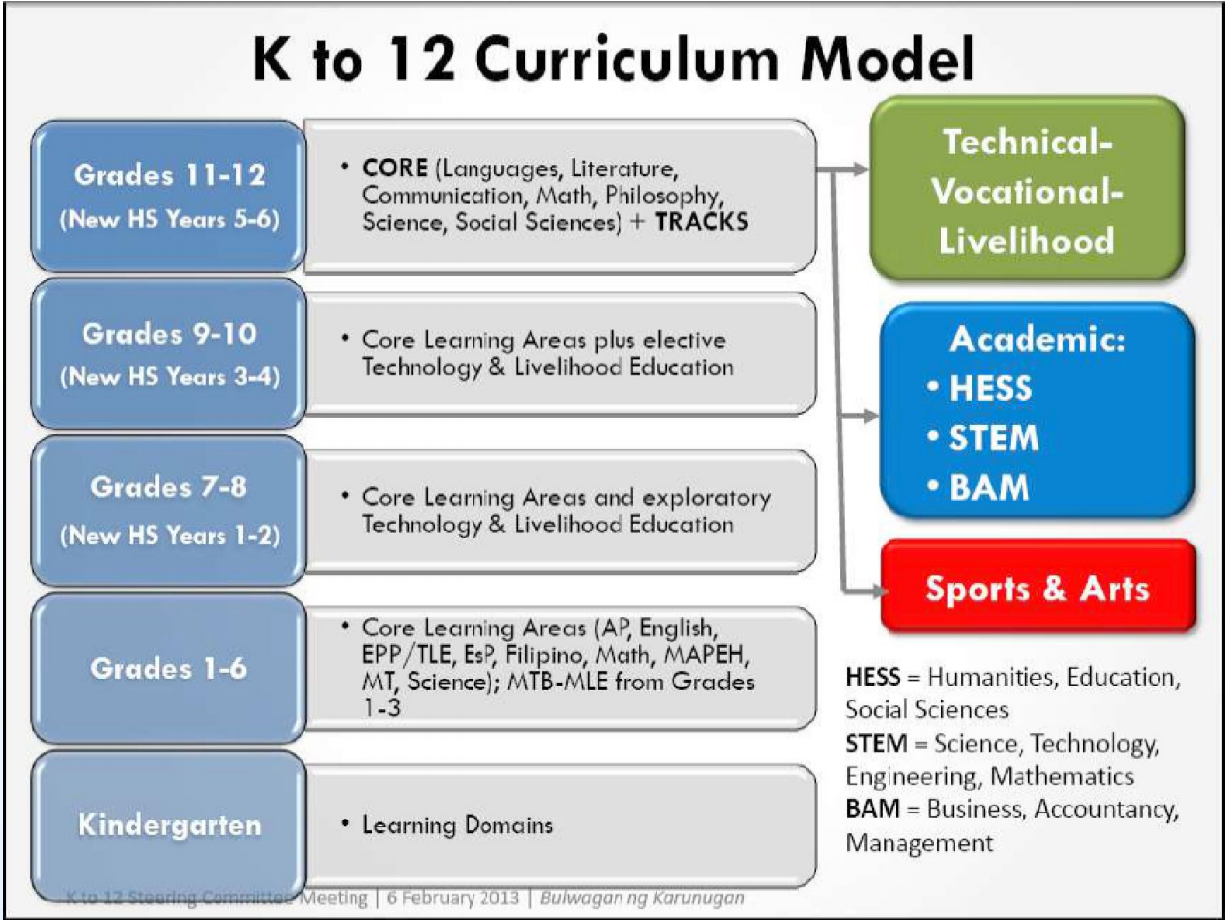 K to 12 Curriculum Model
Grades 11-12
(New HS Years 5-6)
• CORE (Languages, Literature,
Communication, Math, Philosophy,
Science, Social Sciences) + TRACKS
Grades 9-10
(New HS Years 3-4)
• Core Learning Areas plus elective
Technology & Livelihood Education
Grades 7-8
(New HS Years 1-2)
• Core Learning Areas and exploratory
Technology & Livelihood Education
Grades 1-6
• Core Learning Areas (AP, English,
EPP/TLE, EsP, Filipino, Math, MAPEH,
MT, Science); MTB-MLE from Grades
1-3
Kindergarten
• Learning Domains
Technical-
Vocational-
Livelihood
Academic:
• HESS
• STEM
• BAM
Sports & Arts
HESS = Humanities, Education,
Social Sciences
STEM = Science, Technology,
Engineering, Mathematics
BAM = Business, Accountancy,
Management
K to 12 Steering Committee Meeting | 6 February 2013 | Bulwagan ng Karunugan